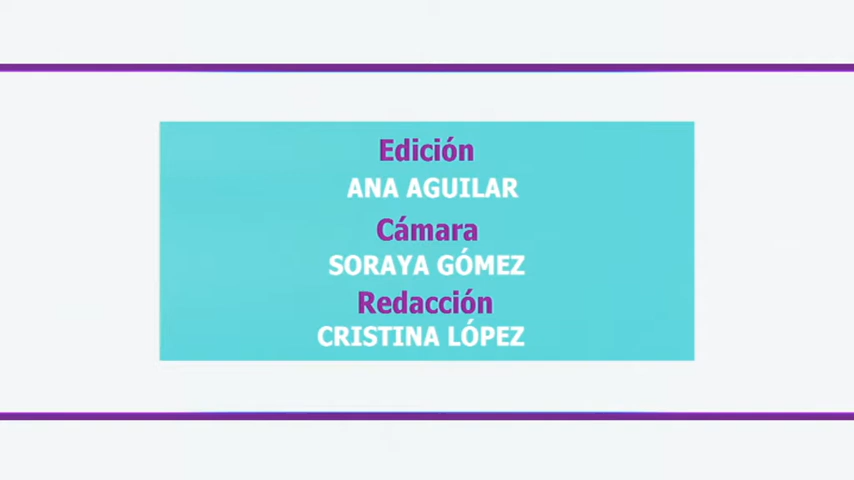 Edición
ANA AGUILAR
Cámara
SORAYA GÓMEZ
Redacción
CRISTINA LÓPEZ